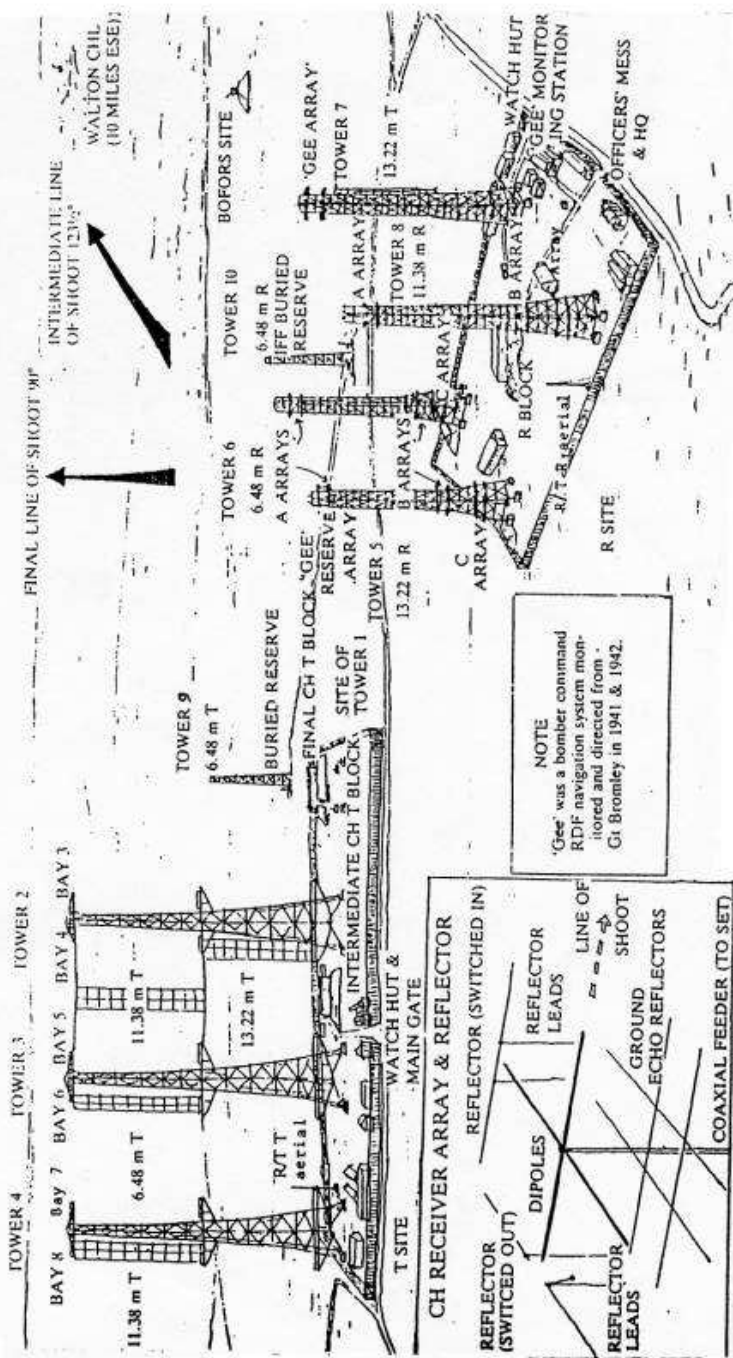 FINAL LINE OF SHOOT 90°
INTERMEDIATE LINE
OF SHOOT 123½°
WALTON CHL
(10 MILES ESE)
TOWER 4
TOWER 3
TOWER 2
BAY 8
Bay 7
BAY 6
BAY 5
BAY 4
BAY 3
11.38 m T
6.48 m T
11.38 m T
13.22 m T
TOWER 9
6.48 m T
BURIED RESERVE
FINAL CH T BLOCK
SITE OF
TOWER 1
INTERMEDIATE CH T BLOCK
R/T T
aerial
T SITE
WATCH HUT &
MAIN GATE
BOFORS SITE
TOWER 10
6.48 m R
IFF BURIED
RESERVE
TOWER 6
6.48 m R
A ARRAYS
'GEE'
RESERVE
ARRAY
TOWER 5
13.22 m R
B ARRAYS
C
ARRAY
C ARRAY
A ARRAY
TOWER 8
11.38 m R
B ARRAY
Array
'GEE ARRAY'
TOWER 7
13.22 m T
WATCH HUT
'GEE' MONITOR
ING STATION
OFFICERS' MESS
& HQ
R BLOCK
R/T R aerial
R SITE
NOTE
'Gee' was a bomber command
RDF navigation system mon-
itored and directed from -
Gt Bromley in 1941 & 1942.
CH RECEIVER ARRAY & REFLECTOR
REFLECTOR (SWITCHED IN)
REFLECTOR
(SWITCED OUT)
DIPOLES
REFLECTOR
LEADS
LINE OF
SHOOT
REFLECTOR
LEADS
GROUND
ECHO REFLECTORS
COAXIAL FEEDER (TO SET)